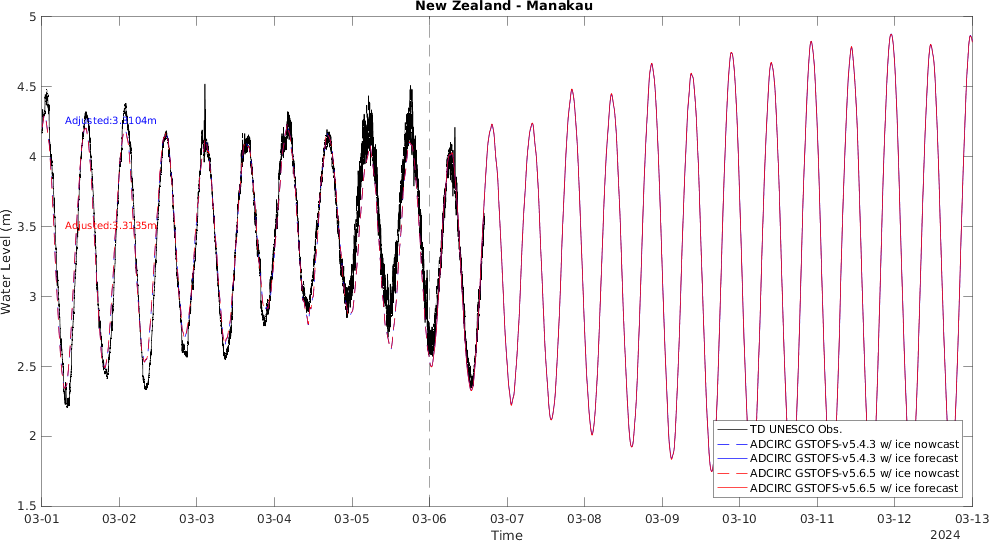 New Zealand - Manakau
Water Level (m)
5
4.5
4
3.5
3
2.5
2
1.5
Adjusted:3.3104m
Adjusted:3.3135m
TD UNESCO Obs.
ADCIRC GSTOFS-v5.4.3 w/ ice nowcast
ADCIRC GSTOFS-v5.4.3 w/ ice forecast
ADCIRC GSTOFS-v5.6.5 w/ ice nowcast
ADCIRC GSTOFS-v5.6.5 w/ ice forecast
03-01 03-02 03-03 03-04 03-05 03-06 03-07 03-08 03-09 03-10 03-11 03-12 03-13
2024
Time